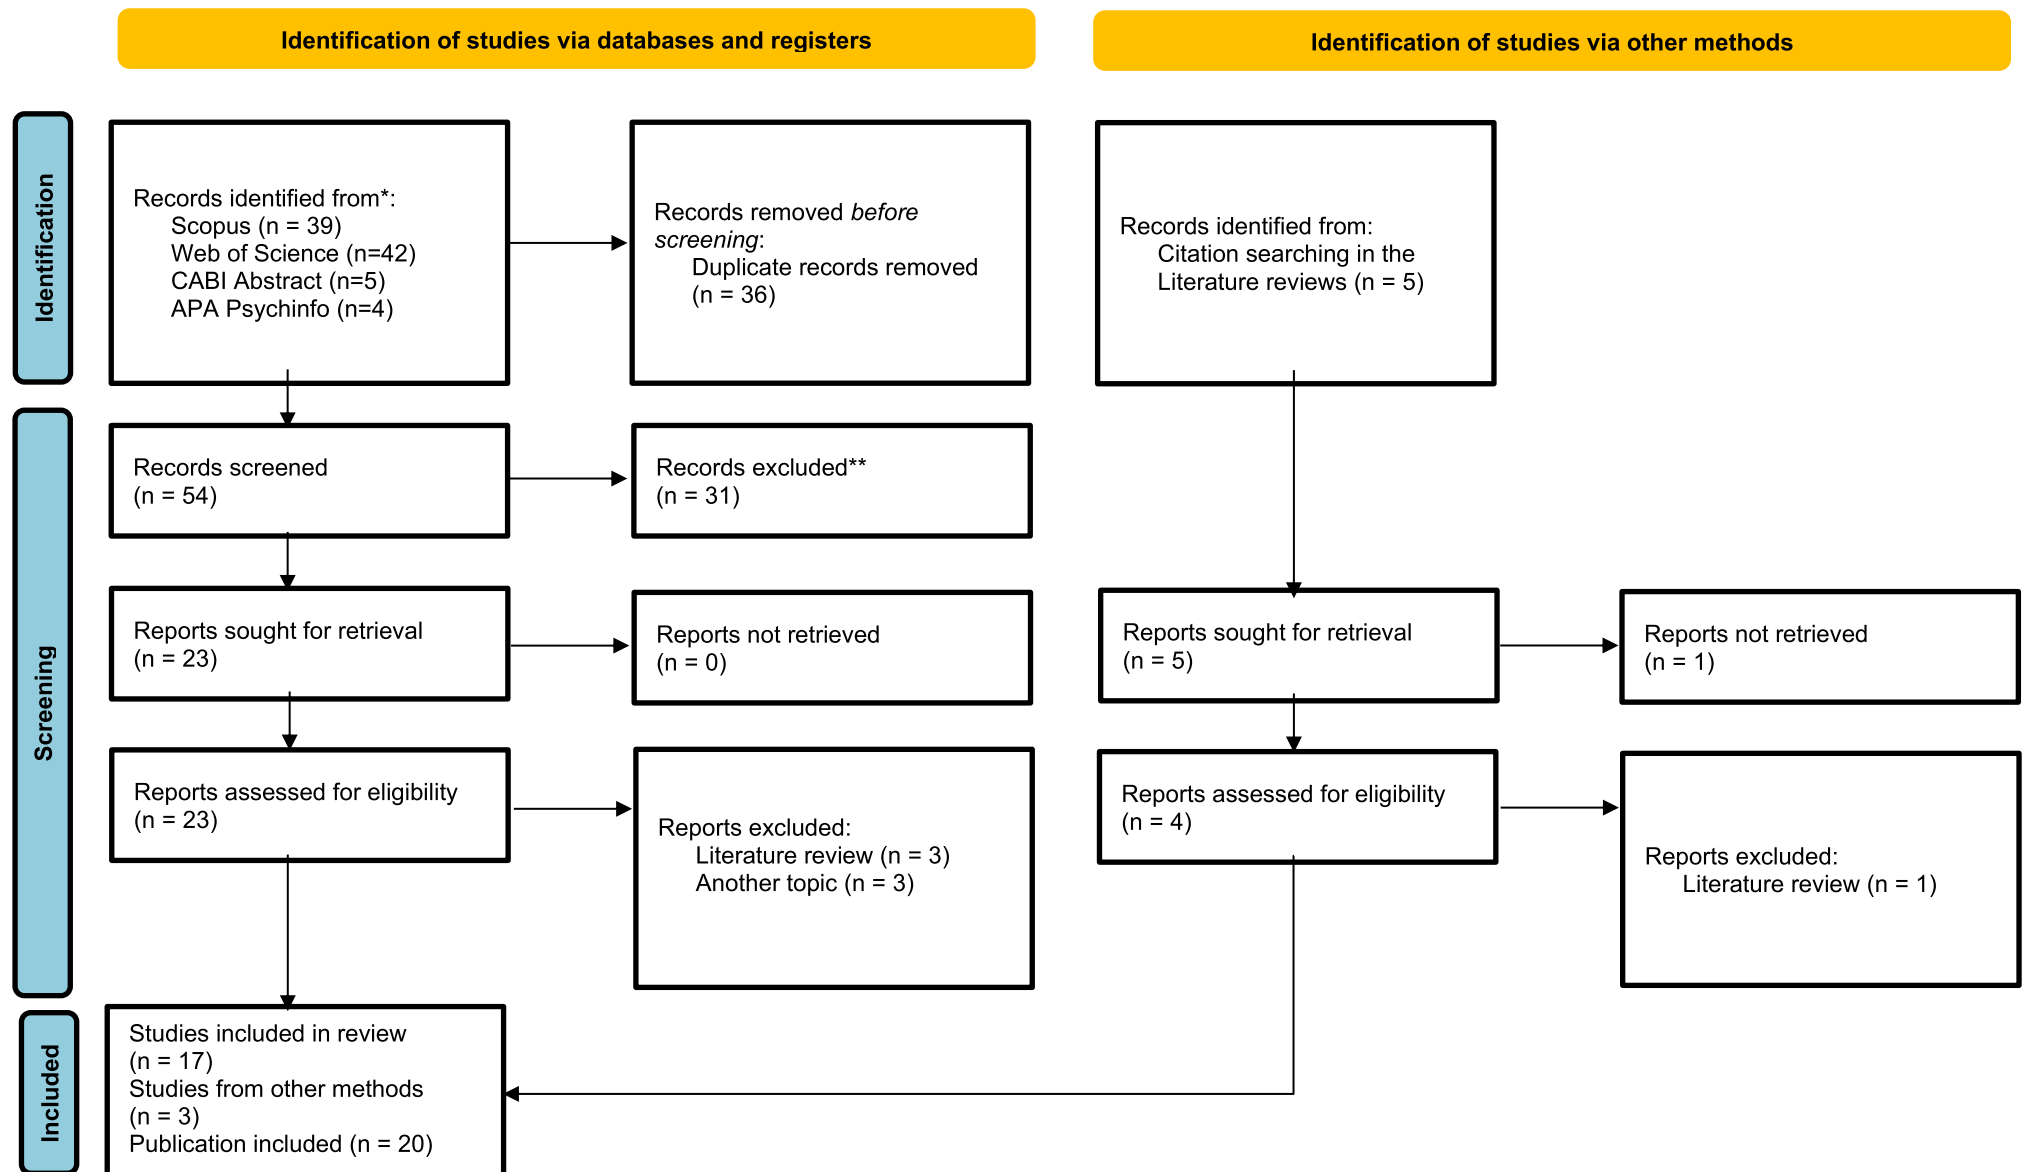 Identification of studies via databases and registers
Identification of studies via other methods
Identification
Records identified from*:
Scopus (n = 39)
Web of Science (n=42)
CABI Abstract (n=5)
APA Psychinfo (n=4)
Records removed before
screening:
Duplicate records removed
(n = 36)
Records identified from:
Citation searching in the
Literature reviews (n = 5)
Screening
Records screened
(n = 54)
Records excluded**
(n = 31)
Reports sought for retrieval
(n = 23)
Reports not retrieved
(n = 0)
Reports sought for retrieval
(n = 5)
Reports not retrieved
(n = 1)
Reports assessed for eligibility
(n = 23)
Reports excluded:
Literature review (n = 3)
Another topic (n = 3)
Reports assessed for eligibility
(n = 4)
Reports excluded:
Literature review (n = 1)
Included
Studies included in review
(n = 17)
Studies from other methods
(n = 3)
Publication included (n = 20)